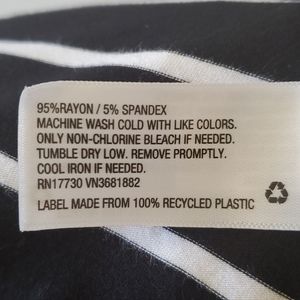 95%RAYON / 5% SPANDEX
MACHINE WASH COLD WITH LIKE COLORS.
ONLY NON-CHLORINE BLEACH IF NEEDED.
TUMBLE DRY LOW. REMOVE PROMPTLY.
COOL IRON IF NEEDED.
RN17730 VN3681882
LABEL MADE FROM 100% RECYCLED PLASTIC